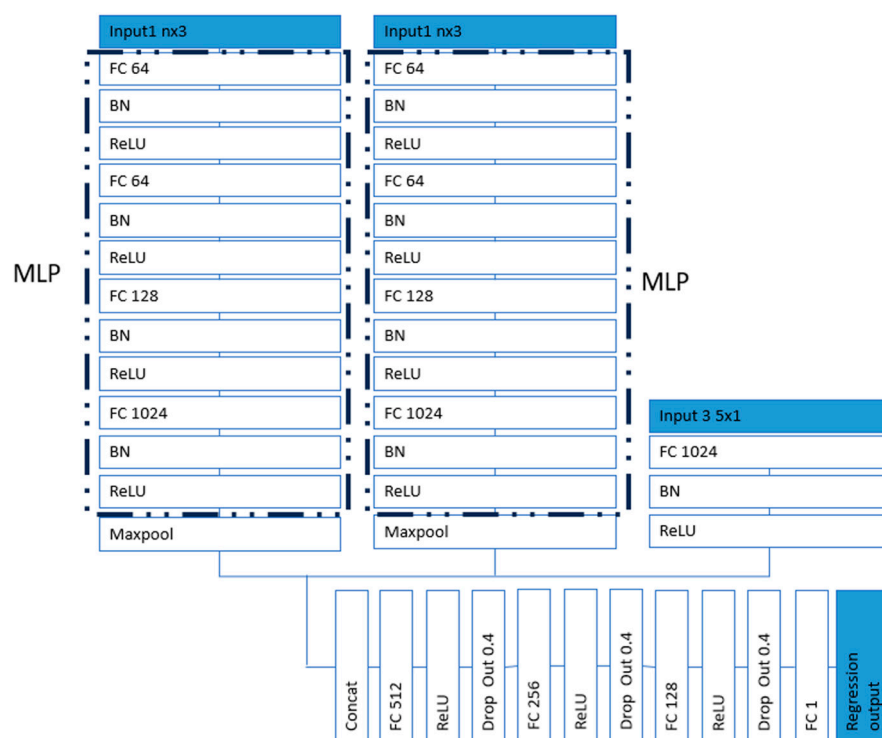 Input1 nx3
FC 64
BN
ReLU
FC 64
BN
ReLU
FC 128
BN
ReLU
FC 1024
BN
ReLU
Maxpool
MLP
Input1 nx3
FC 64
BN
ReLU
FC 64
BN
ReLU
FC 128
BN
ReLU
FC 1024
BN
ReLU
Maxpool
MLP
Input 3 5x1
FC 1024
BN
ReLU
Concat
FC 512
ReLU
Drop Out 0.4
FC 256
ReLU
Drop Out 0.4
FC 128
ReLU
Drop Out 0.4
FC 1
Regression
output